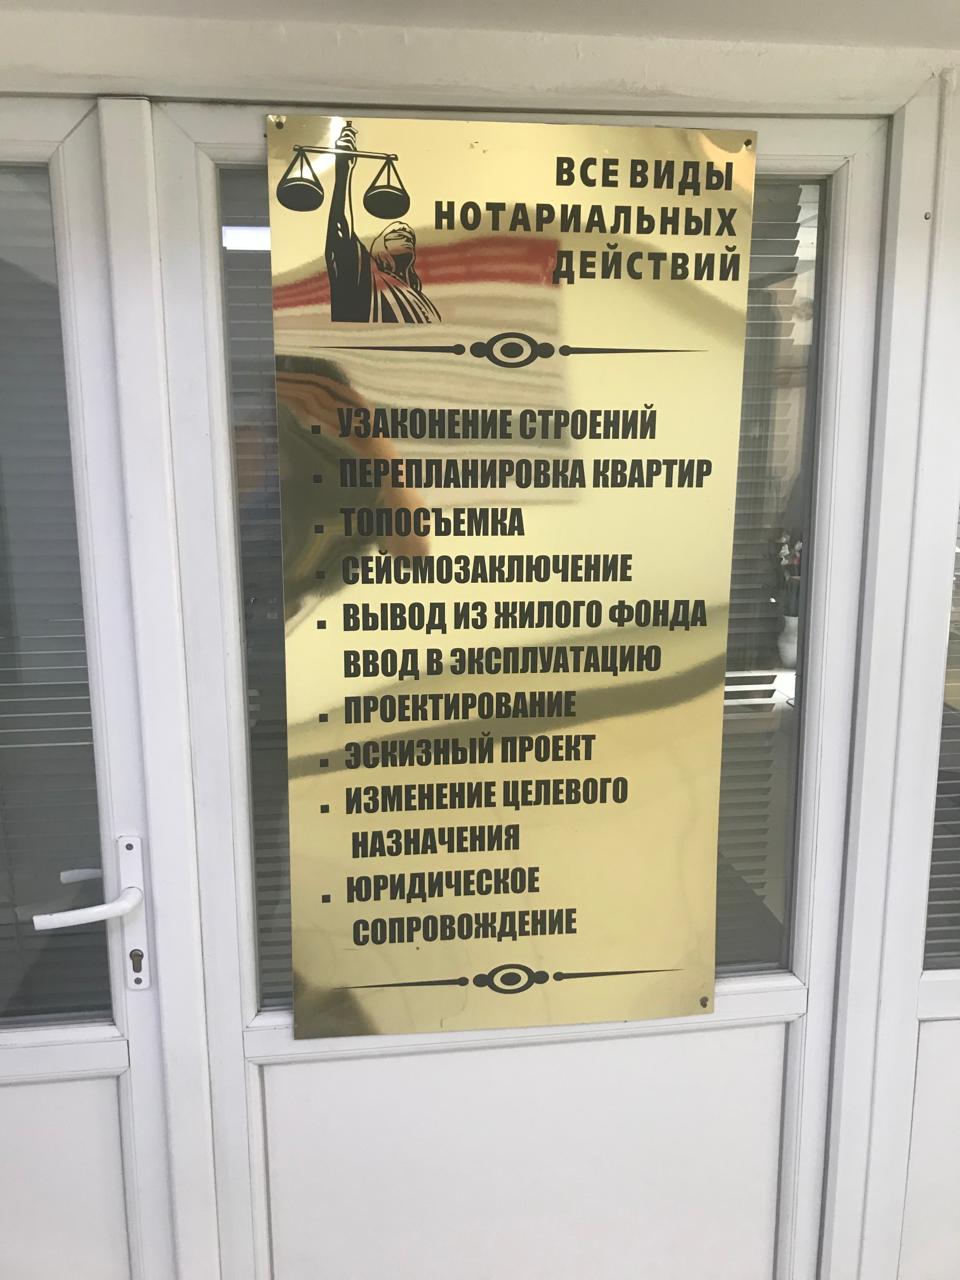 ВСЕ ВИДЫ
НОТАРИАЛЬНЫХ
ДЕЙСТВИЙ
▪ УЗАКОНЕНИЕ СТРОЕНИЙ
▪ ПЕРЕПЛАНИРОВКА КВАРТИР
▪ ТОПОСЪЕМКА
▪ СЕЙСМОЗАКЛЮЧЕНИЕ
▪ ВЫВОД ИЗ ЖИЛОГО ФОНДА
ВВОД В ЭКСПЛУАТАЦИЮ
▪ ПРОЕКТИРОВАНИЕ
▪ ЭСКИЗНЫЙ ПРОЕКТ
▪ ИЗМЕНЕНИЕ ЦЕЛЕВОГО
НАЗНАЧЕНИЯ
▪ ЮРИДИЧЕСКОЕ
СОПРОВОЖДЕНИЕ